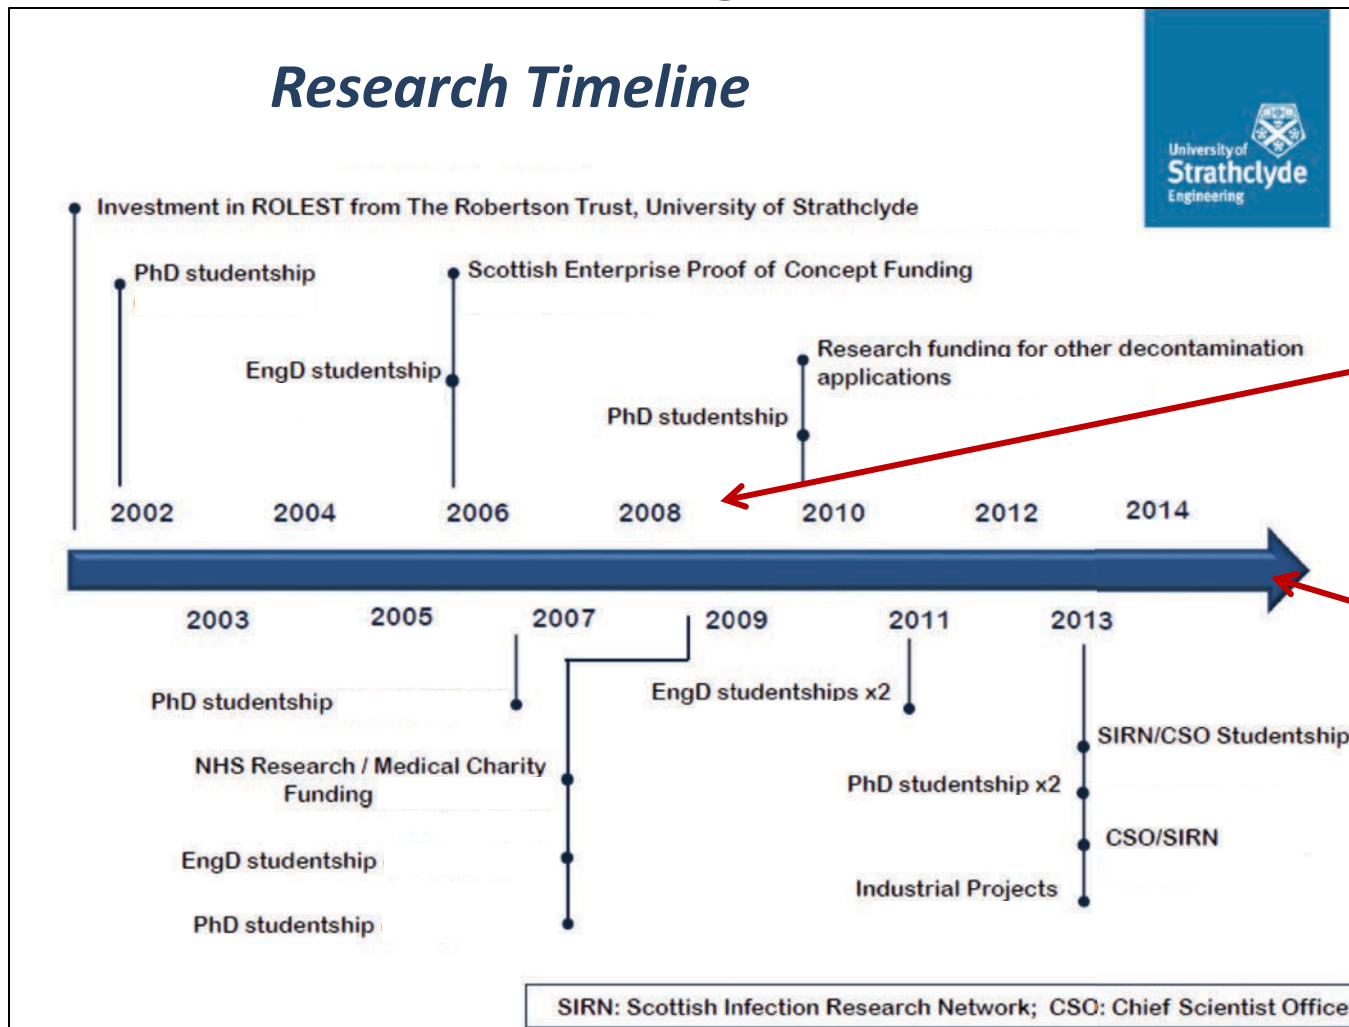 Research Timeline
University of
Strathclyde
Engineering
Investment in ROLEST from The Robertson Trust, University of Strathclyde
PhD studentship
Scottish Enterprise Proof of Concept Funding
EngD studentship
Research funding for other decontamination
applications
PhD studentship
2002 2004 2006 2008 2010 2012 2014
2003 2005 2007 2009 2011 2013
PhD studentship
EngD studentships x2
NHS Research / Medical Charity
Funding
EngD studentship
PhD studentship
SIRN/CSO Studentship
PhD studentship x2
CSO/SIRN
Industrial Projects
SIRN: Scottish Infection Research Network; CSO: Chief Scientist Office